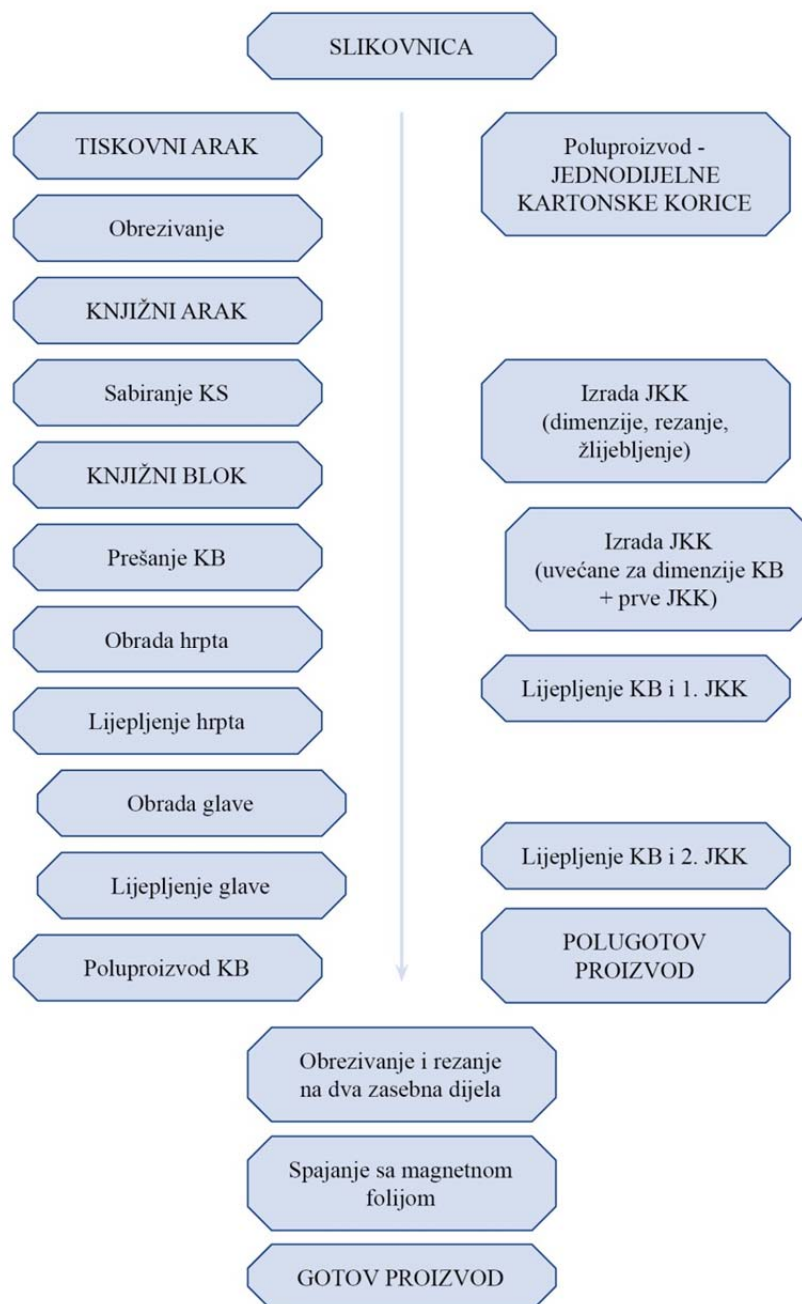 SLIKOVNICA
TISKOVNI ARAK
Obrezivanje
KNJIŽNI ARAK
Sabiranje KS
KNJIŽNI BLOK
Prešanje KB
Obrada hrpta
Lijepljenje hrpta
Obrada glave
Lijepljenje glave
Poluproizvod KB
Poluproizvod -
JEDNODIJELNE
KARTONSKE KORICE
Izrada JKK
(dimenzije, rezanje,
žlijebljenje)
Izrada JKK
(uvećane za dimenzije KB
+ prve JKK)
Lijepljenje KB i 1. JKK
Lijepljenje KB i 2. JKK
POLUGOTOV
PROIZVOD
Obrezivanje i rezanje
na dva zasebna dijela
Spajanje sa magnetnom
folijom
GOTOV PROIZVOD